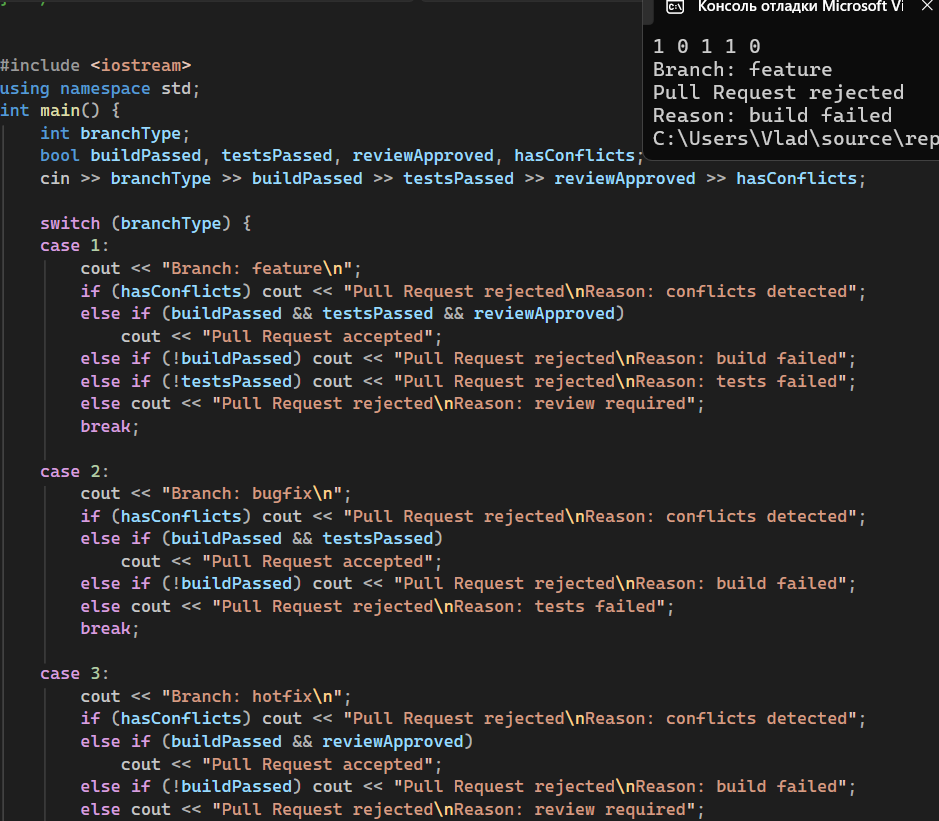 #include <iostream>
using namespace std;
int main() {
    int branchType;
    bool buildPassed, testsPassed, reviewApproved, hasConflicts;
    cin >> branchType >> buildPassed >> testsPassed >> reviewApproved >> hasConflicts;

    switch (branchType) {
    case 1:
        cout << "Branch: feature\n";
        if (hasConflicts) cout << "Pull Request rejected\nReason: conflicts detected";
        else if (buildPassed && testsPassed && reviewApproved)
            cout << "Pull Request accepted";
        else if (!buildPassed) cout << "Pull Request rejected\nReason: build failed";
        else if (!testsPassed) cout << "Pull Request rejected\nReason: tests failed";
        else cout << "Pull Request rejected\nReason: review required";
        break;

    case 2:
        cout << "Branch: bugfix\n";
        if (hasConflicts) cout << "Pull Request rejected\nReason: conflicts detected";
        else if (buildPassed && testsPassed)
            cout << "Pull Request accepted";
        else if (!buildPassed) cout << "Pull Request rejected\nReason: build failed";
        else cout << "Pull Request rejected\nReason: tests failed";
        break;

    case 3:
        cout << "Branch: hotfix\n";
        if (hasConflicts) cout << "Pull Request rejected\nReason: conflicts detected";
        else if (buildPassed && reviewApproved)
            cout << "Pull Request accepted";
        else if (!buildPassed) cout << "Pull Request rejected\nReason: build failed";
        else cout << "Pull Request rejected\nReason: review required";
Консоль отладки Microsoft Vi
1 0 1 1 0
Branch: feature
Pull Request rejected
Reason: build failed
C:\Users\Vlad\source\rep